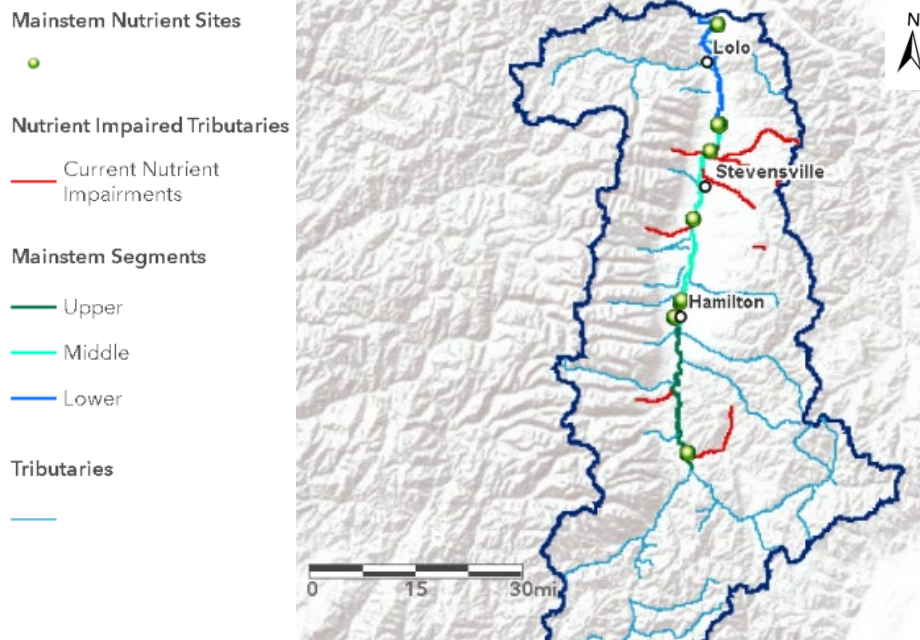 Mainstem Nutrient Sites
Nutrient Impaired Tributaries
Current Nutrient
Impairments
Mainstem Segments
Upper
Middle
Lower
Tributaries
N
Lolo
Stevensville
Hamilton
0 15 30mi